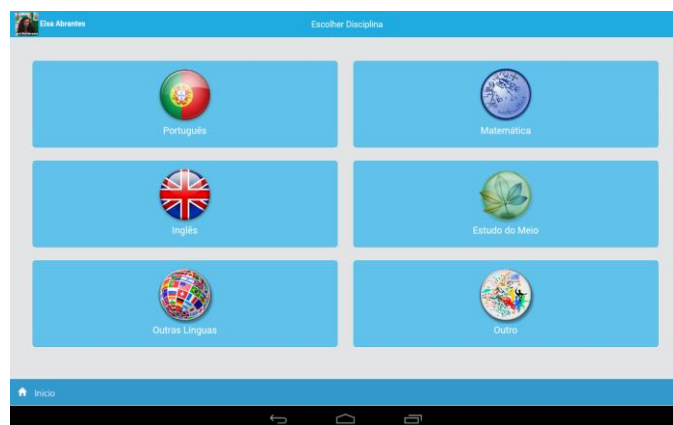 Elsa Abrantes
Escolher Disciplina
Português
Matemática
Inglês
Estudo do Meio
Outras Línguas
Outro
Inicio